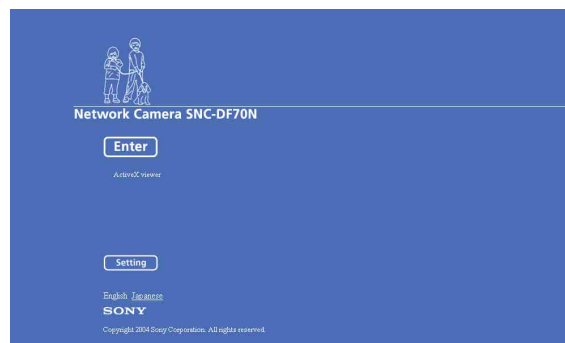 Network Camera SNC-DF70N
Enter
ActiveX viewer
Setting
English Japanese
SONY
Copyright 2004 Sony Corporation. All rights reserved.